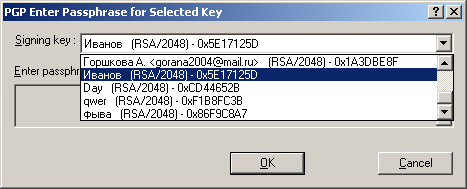 PGP Enter Passphrase for Selected Key
Signing key :
Иванов (RSA/2048) - 0x5E17125D
Горшкова А. <gorana2004@mail.ru> (RSA/2048) - 0x1A3DBE8F
Enter passphr
Иванов (RSA/2048) - 0x5E17125D
Day (RSA/2048) - 0xCD44652B
qwer (RSA/2048) - 0xF1B8FC3B
фыва (RSA/2048) - 0x86F9C8A7
OK
Cancel